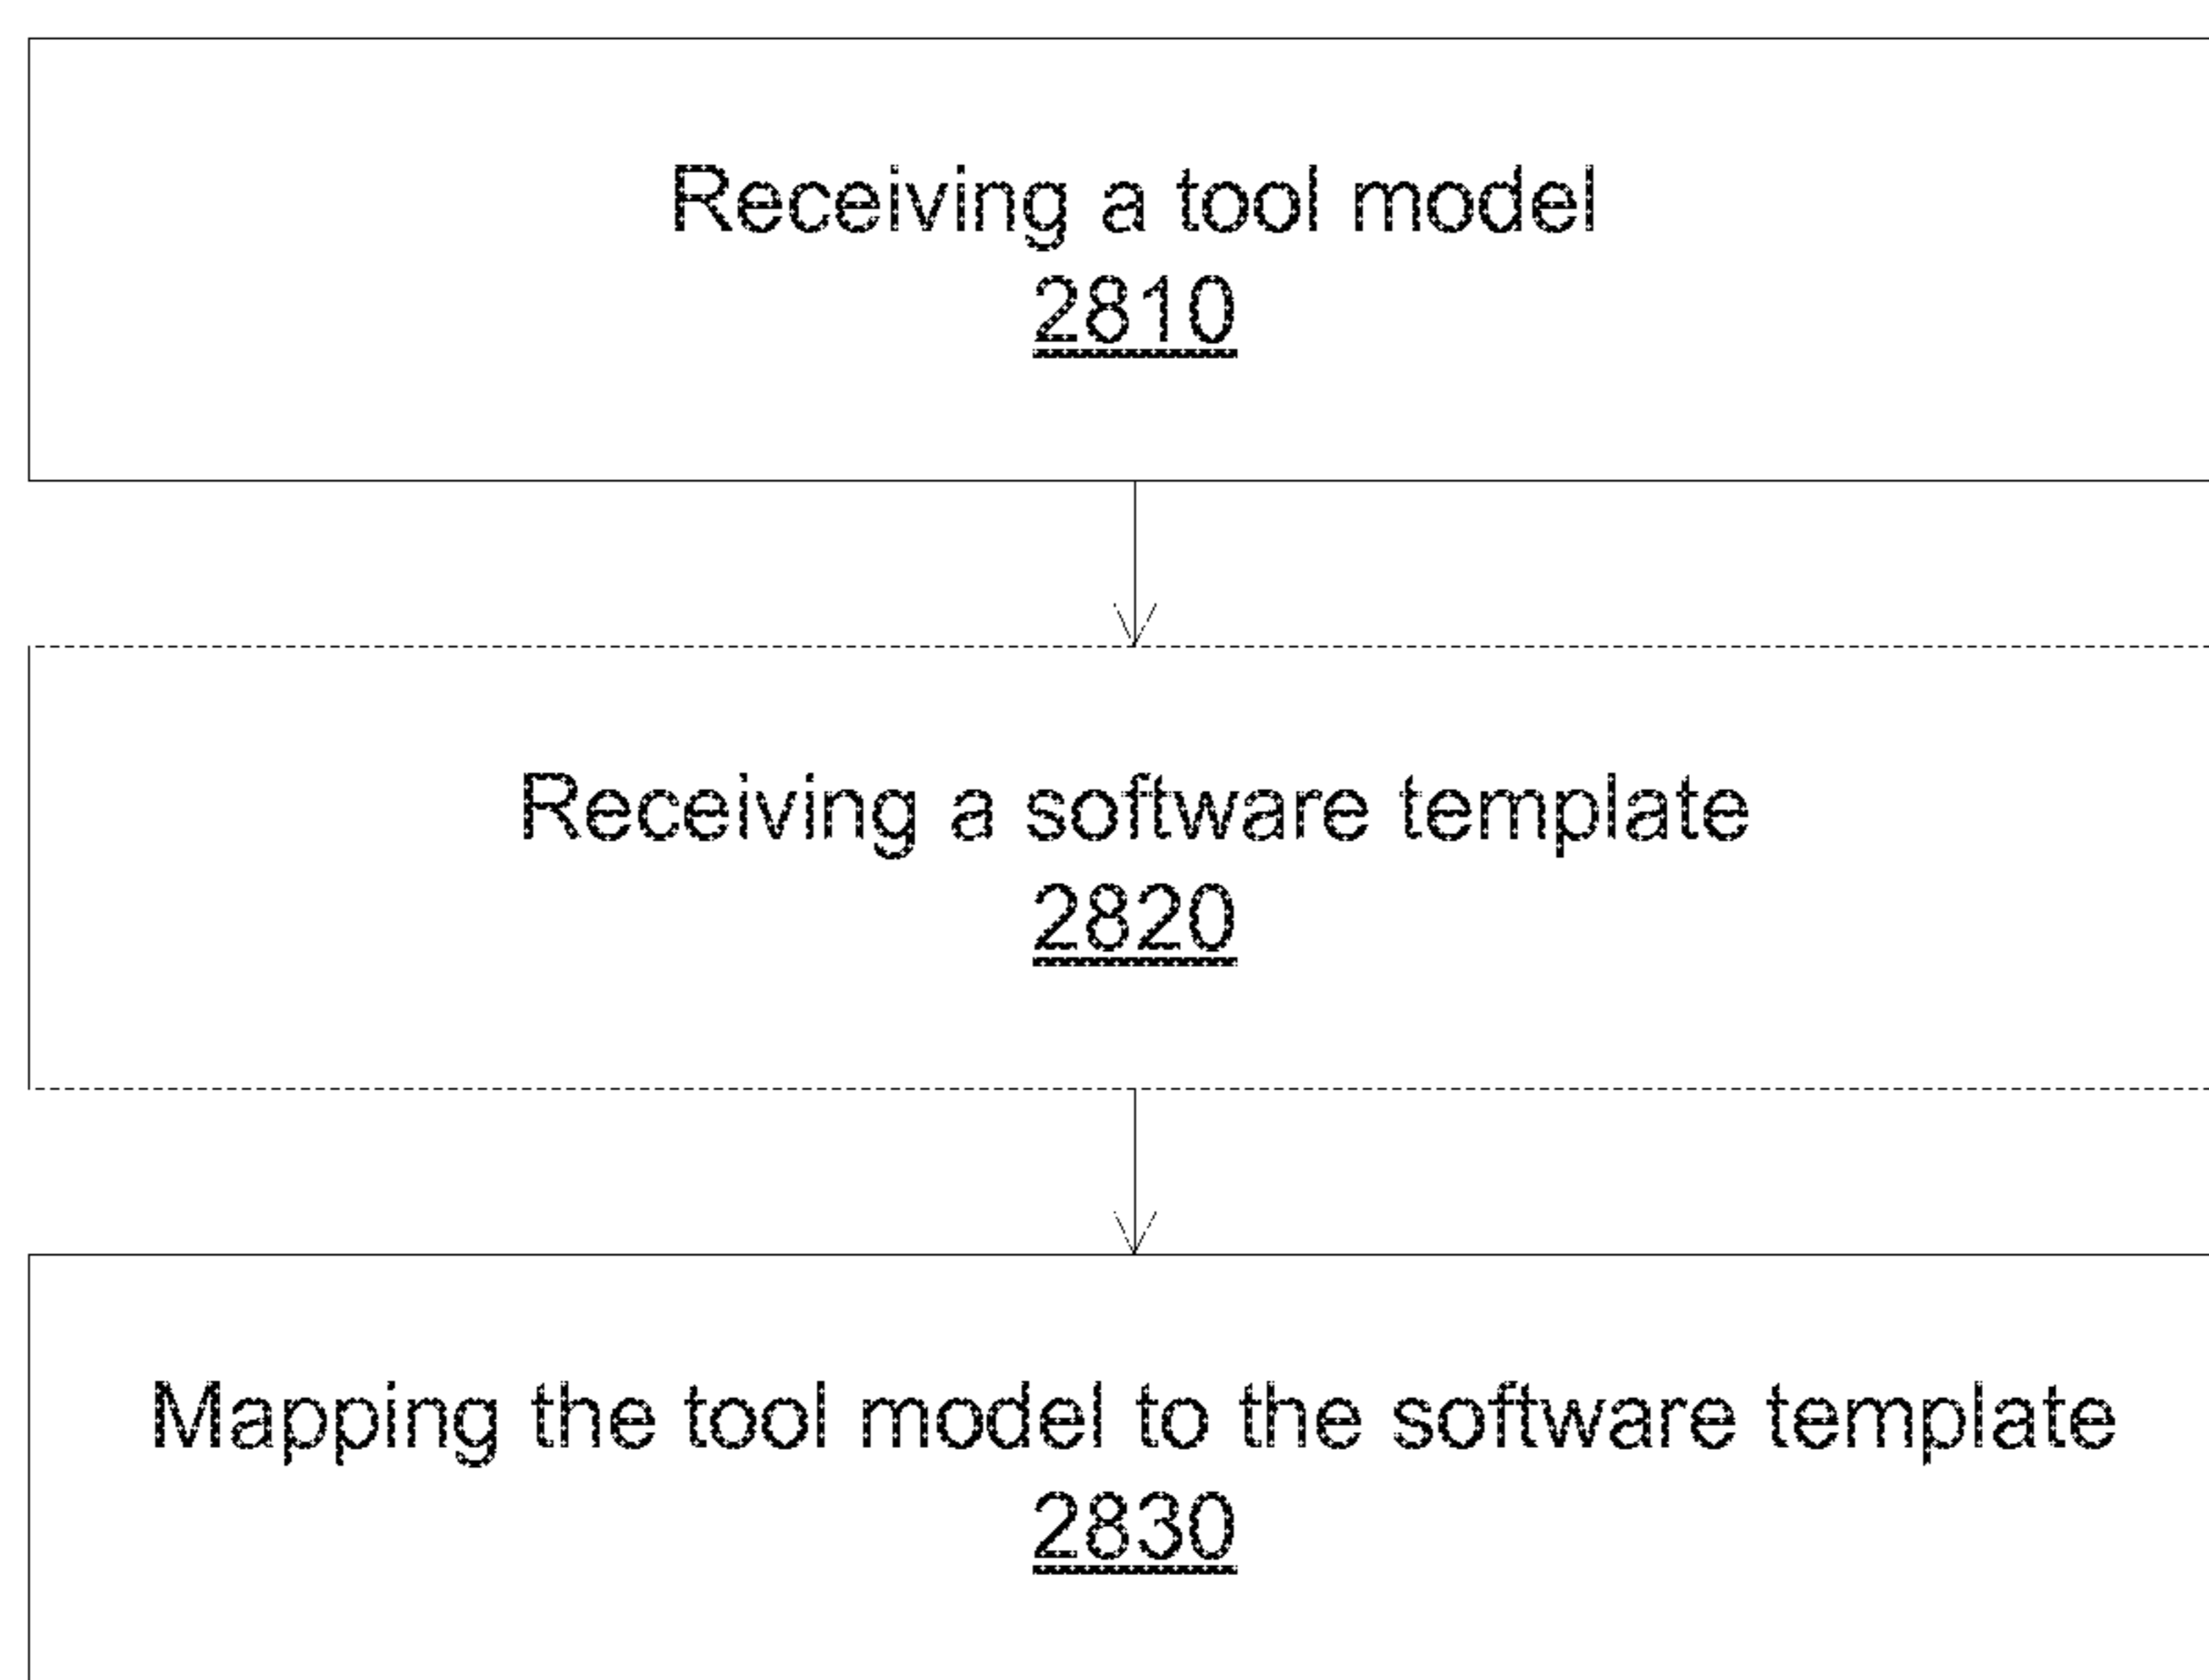 Receiving a tool model
2810
Receiving a software template
2820
Mapping the tool model to the software template
2830